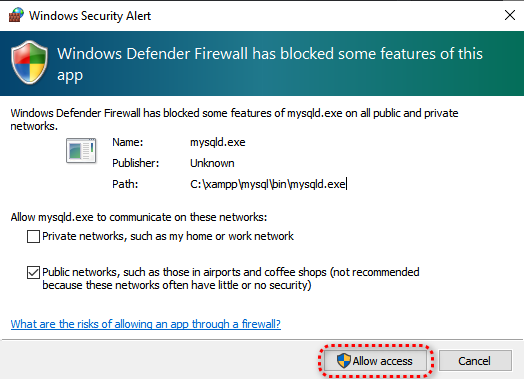 Windows Security Alert
Windows Defender Firewall has blocked some features of this
app
Windows Defender Firewall has blocked some features of mysqld.exe on all public and private
networks.
Name: mysqld.exe
Publisher: Unknown
Path: C:\xampp\mysql\bin\mysqld.exe
Allow mysqld.exe to communicate on these networks:
Private networks, such as my home or work network
Public networks, such as those in airports and coffee shops (not recommended
because these networks often have little or no security)
What are the risks of allowing an app through a firewall?
Allow access Cancel